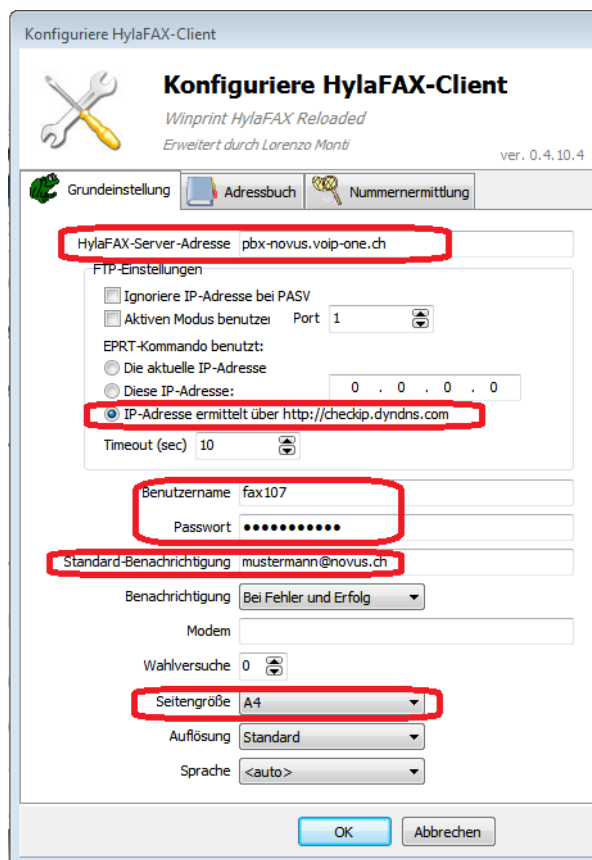 Konfiguriere HylaFAX-Client
Konfiguriere HylaFAX-Client
Winprint HylaFAX Reloaded
Erweitert durch Lorenzo Monti
ver. 0.4.10.4
Grundeinstellung Adressbuch Nummernermittlung
HylaFAX-Server-Adresse pbx-novus.voip-one.ch
FTP-Einstellungen
Ignoriere IP-Adresse bei PASV
Aktiven Modus benutzer Port 1
EPRT-Kommando benutzt:
Die aktuelle IP-Adresse
Diese IP-Adresse: 0 . 0 . 0 . 0
IP-Adresse ermittelt über http://checkip.dyndns.com
Timeout (sec) 10
Benutzername fax107
Passwort ●●●●●●●●●●●
Standard-Benachrichtigung mustermann@novus.ch
Benachrichtigung Bei Fehler und Erfolg
Modem
Wahlversuche 0
Seitengröße A4
Auflösung Standard
Sprache <auto>
OK Abbrechen